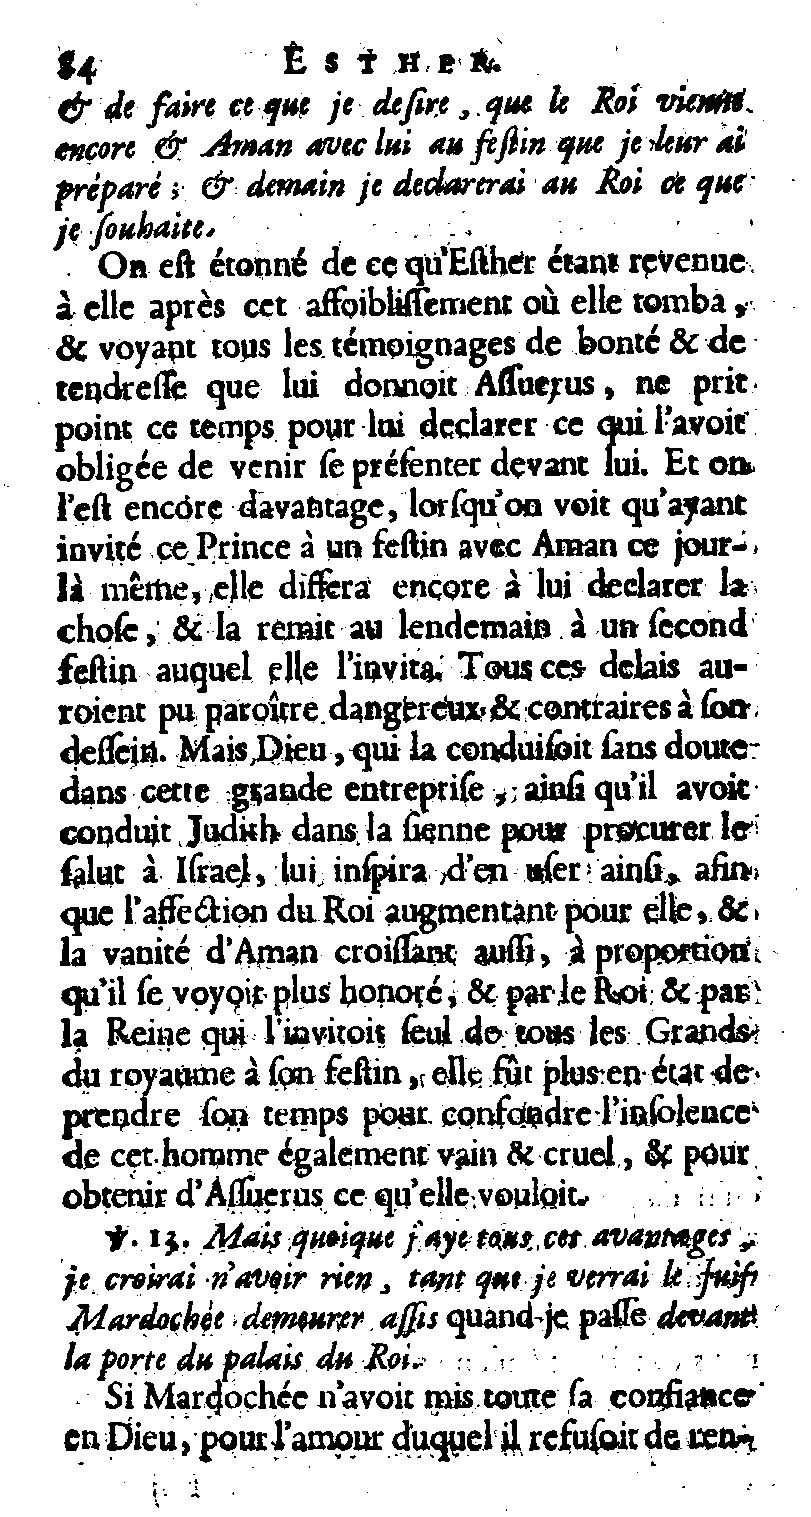 84 ESTHER.
& de faire ce que je desire, que le Roi vienne
encore & Aman avec lui au feſtin que je leur ai
préparé; & demain je declarerai au Roi ce que
je ſouhaite.
On eſt étonné de ce qu'Eſther étant revenue
à elle après cet affoibliſſement où elle tomba,
& voyant tous les témoignages de bonté & de
tendreſſe que lui donnoit Aſſuerus, ne prit
point ce temps pour lui declarer ce qui l'avoit
obligée de venir ſe préſenter devant lui. Et on
l'eſt encore davantage, lorſqu'on voit qu'ayant
invité ce Prince à un feſtin avec Aman ce jour-
là même, elle differa encore à lui declarer la
choſe, & la remit au lendemain à un ſecond
feſtin auquel elle l'invita. Tous ces delais au-
roient pu paroître dangereux & contraires à ſon
deſſein. Mais Dieu, qui la conduiſoit ſans doute
dans cette grande entrepriſe, ainſi qu'il avoit
conduit Judith dans la ſienne pour procurer le
ſalut à Iſrael, lui inſpira d'en uſer ainſi, afin
que l'affection du Roi augmentant pour elle, &
la vanité d'Aman croiſſant auſſi, à proportion
qu'il ſe voyoit plus honoré, & par le Roi & par
la Reine qui l'invitoit ſeul de tous les Grands
du royaume à ſon feſtin, elle fût plus en état de
prendre ſon temps pour confondre l'inſolence
de cet homme également vain & cruel, & pour
obtenir d'Aſſuerus ce qu'elle vouloit.
℣. 13. Mais quoique j'aye tous ces avantages,
je croirai n'avoir rien, tant que je verrai le Juif
Mardochée demeurer aſſis quand je paſſe devant
la porte du palais du Roi.
Si Mardochée n'avoit mis toute ſa confiance
en Dieu, pour l'amour duquel il refuſoit de ren-